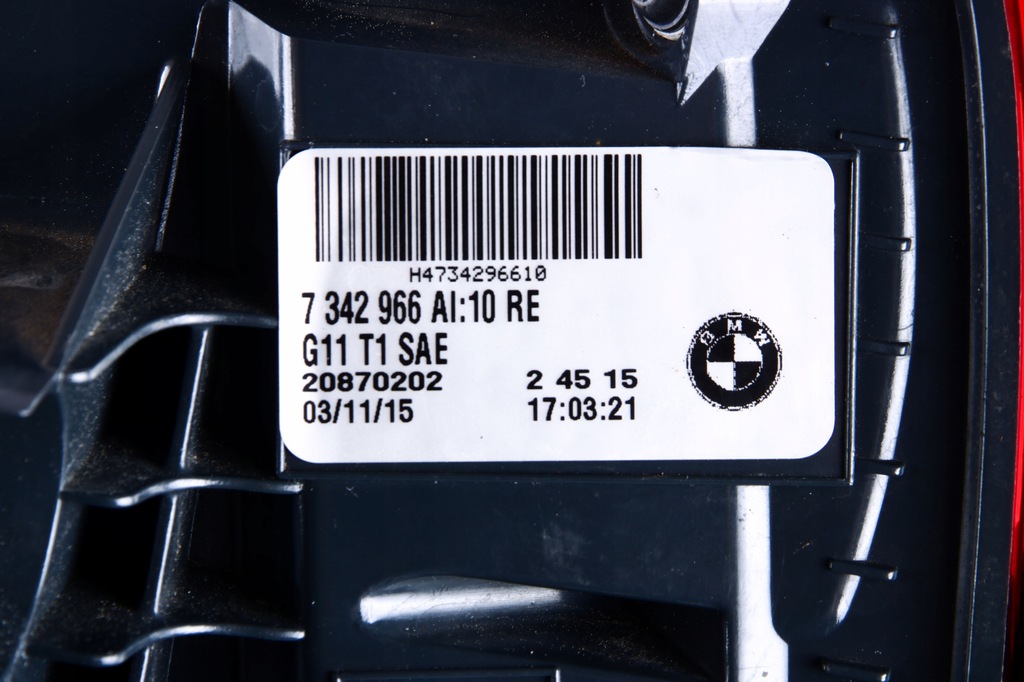 H4734296610
7 342 966 AI:10 RE
G11 T1 SAE
20870202 2 45 15
03/11/15 17:03:21
BMW